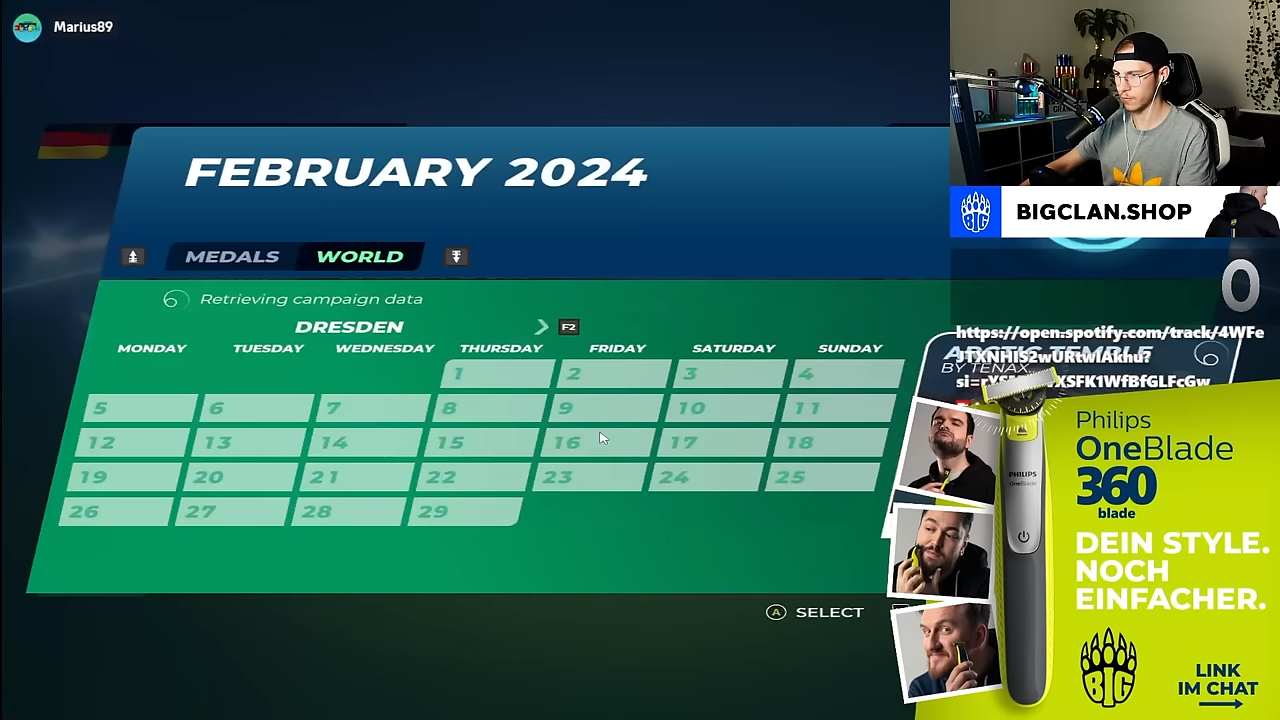 Marius89
FEBRUARY 2024
MEDALS WORLD
Retrieving campaign data
DRESDEN F2
MONDAY TUESDAY WEDNESDAY THURSDAY FRIDAY SATURDAY SUNDAY
1 2 3 4
5 6 7 8 9 10 11
12 13 14 15 16 17 18
19 20 21 22 23 24 25
26 27 28 29
A SELECT
BIG
BIGCLAN.SHOP
0
https://open.spotify.com/track/4WFe
BY TENAX
Philips
OneBlade
360
blade
PHILIPS
OneBlade
DEIN STYLE.
NOCH
EINFACHER.
BIG
LINK
IM CHAT